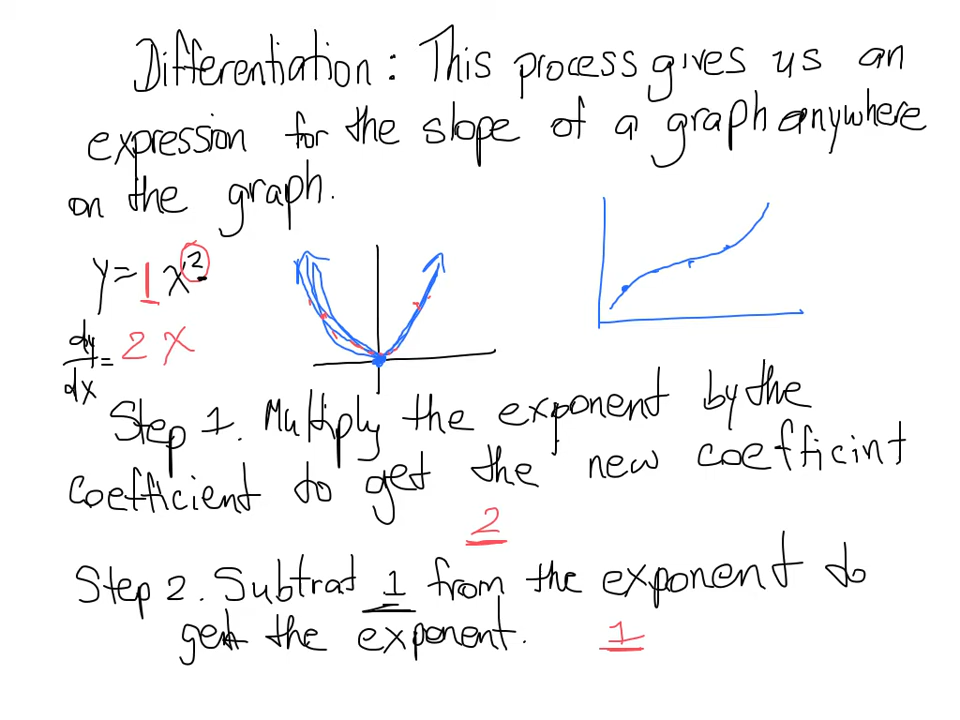 Differentiation: This process gives us an
expression for the slope of a graph anywhere
on the graph.
y=1x²
dy/dx=2x
Step 1. Multiply the exponent by the
coefficient to get the new coefficint
2
Step 2. Subtrat 1 from the exponent to
get the exponent. 1